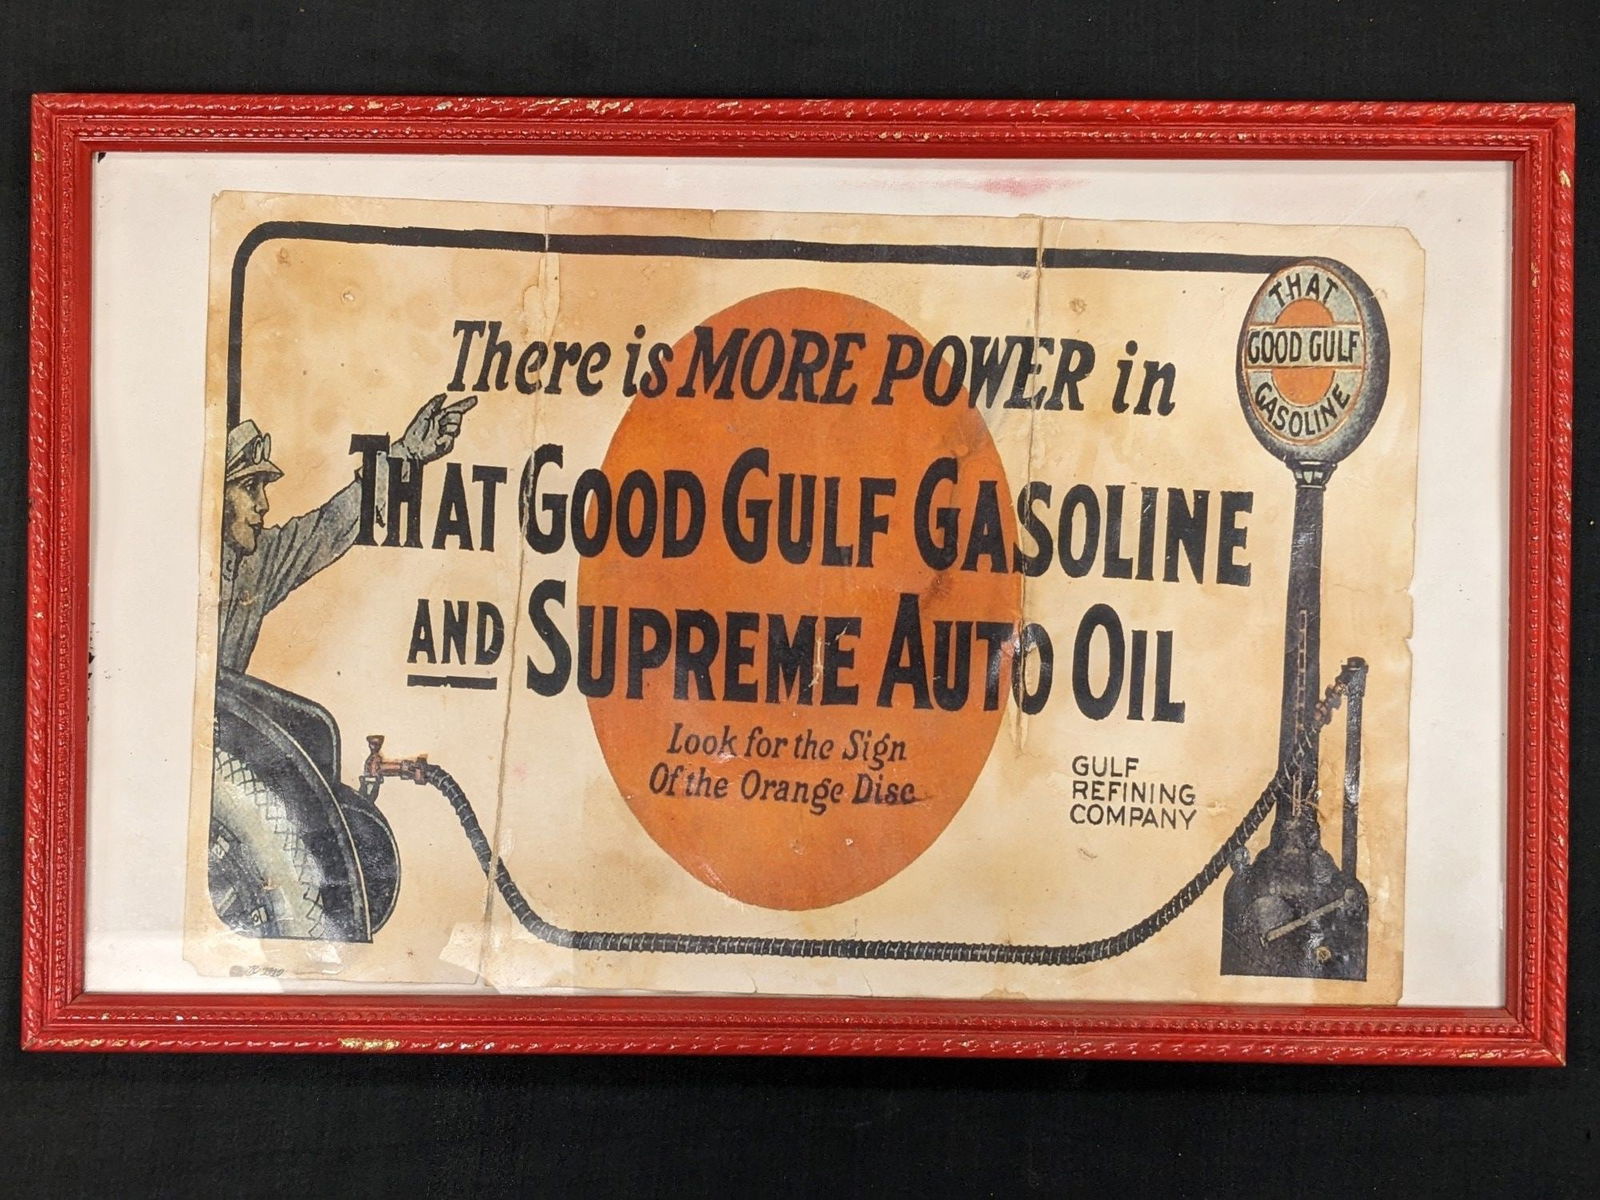 There is MORE POWER in
THAT GOOD GULF GASOLINE
AND SUPREME AUTO OIL
Look for the Sign
Of the Orange Disc
GULF
REFINING
COMPANY
THAT
GOOD GULF
GASOLINE